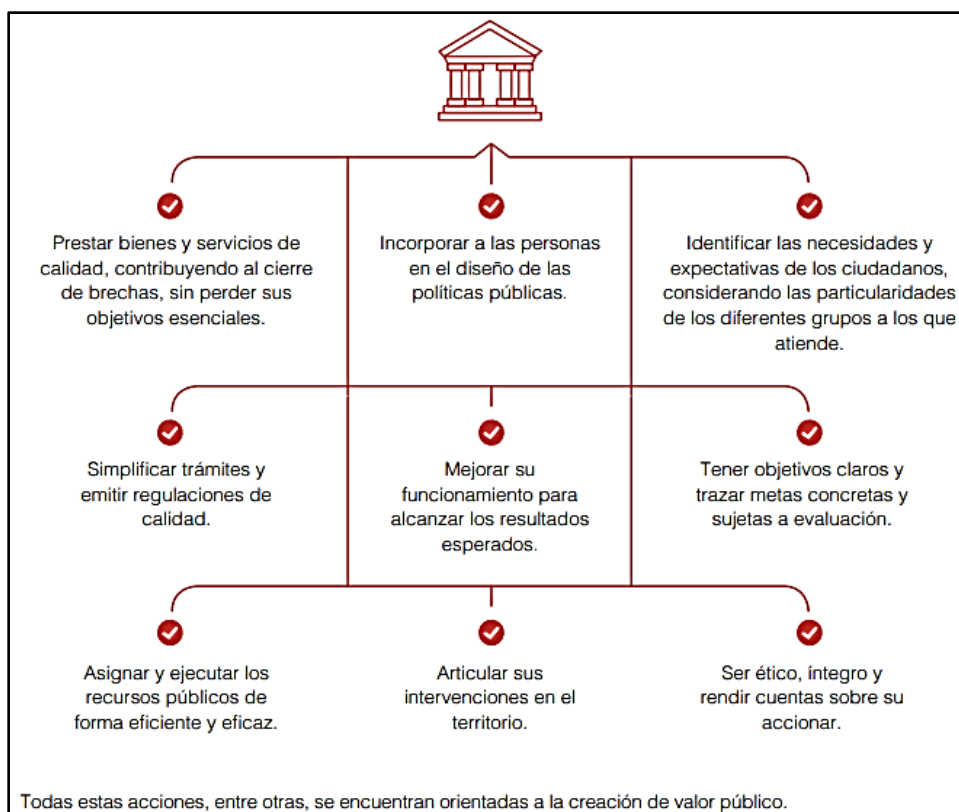 Prestar bienes y servicios de
calidad, contribuyendo al cierre
de brechas, sin perder sus
objetivos esenciales.
Incorporar a las personas
en el diseño de las
políticas públicas.
Identificar las necesidades y
expectativas de los ciudadanos,
considerando las particularidades
de los diferentes grupos a los que
atiende.
Simplificar trámites y
emitir regulaciones de
calidad.
Mejorar su
funcionamiento para
alcanzar los resultados
esperados.
Tener objetivos claros y
trazar metas concretas y
sujetas a evaluación.
Asignar y ejecutar los
recursos públicos de
forma eficiente y eficaz.
Articular sus
intervenciones en el
territorio.
Ser ético, íntegro y
rendir cuentas sobre su
accionar.
Todas estas acciones, entre otras, se encuentran orientadas a la creación de valor público.